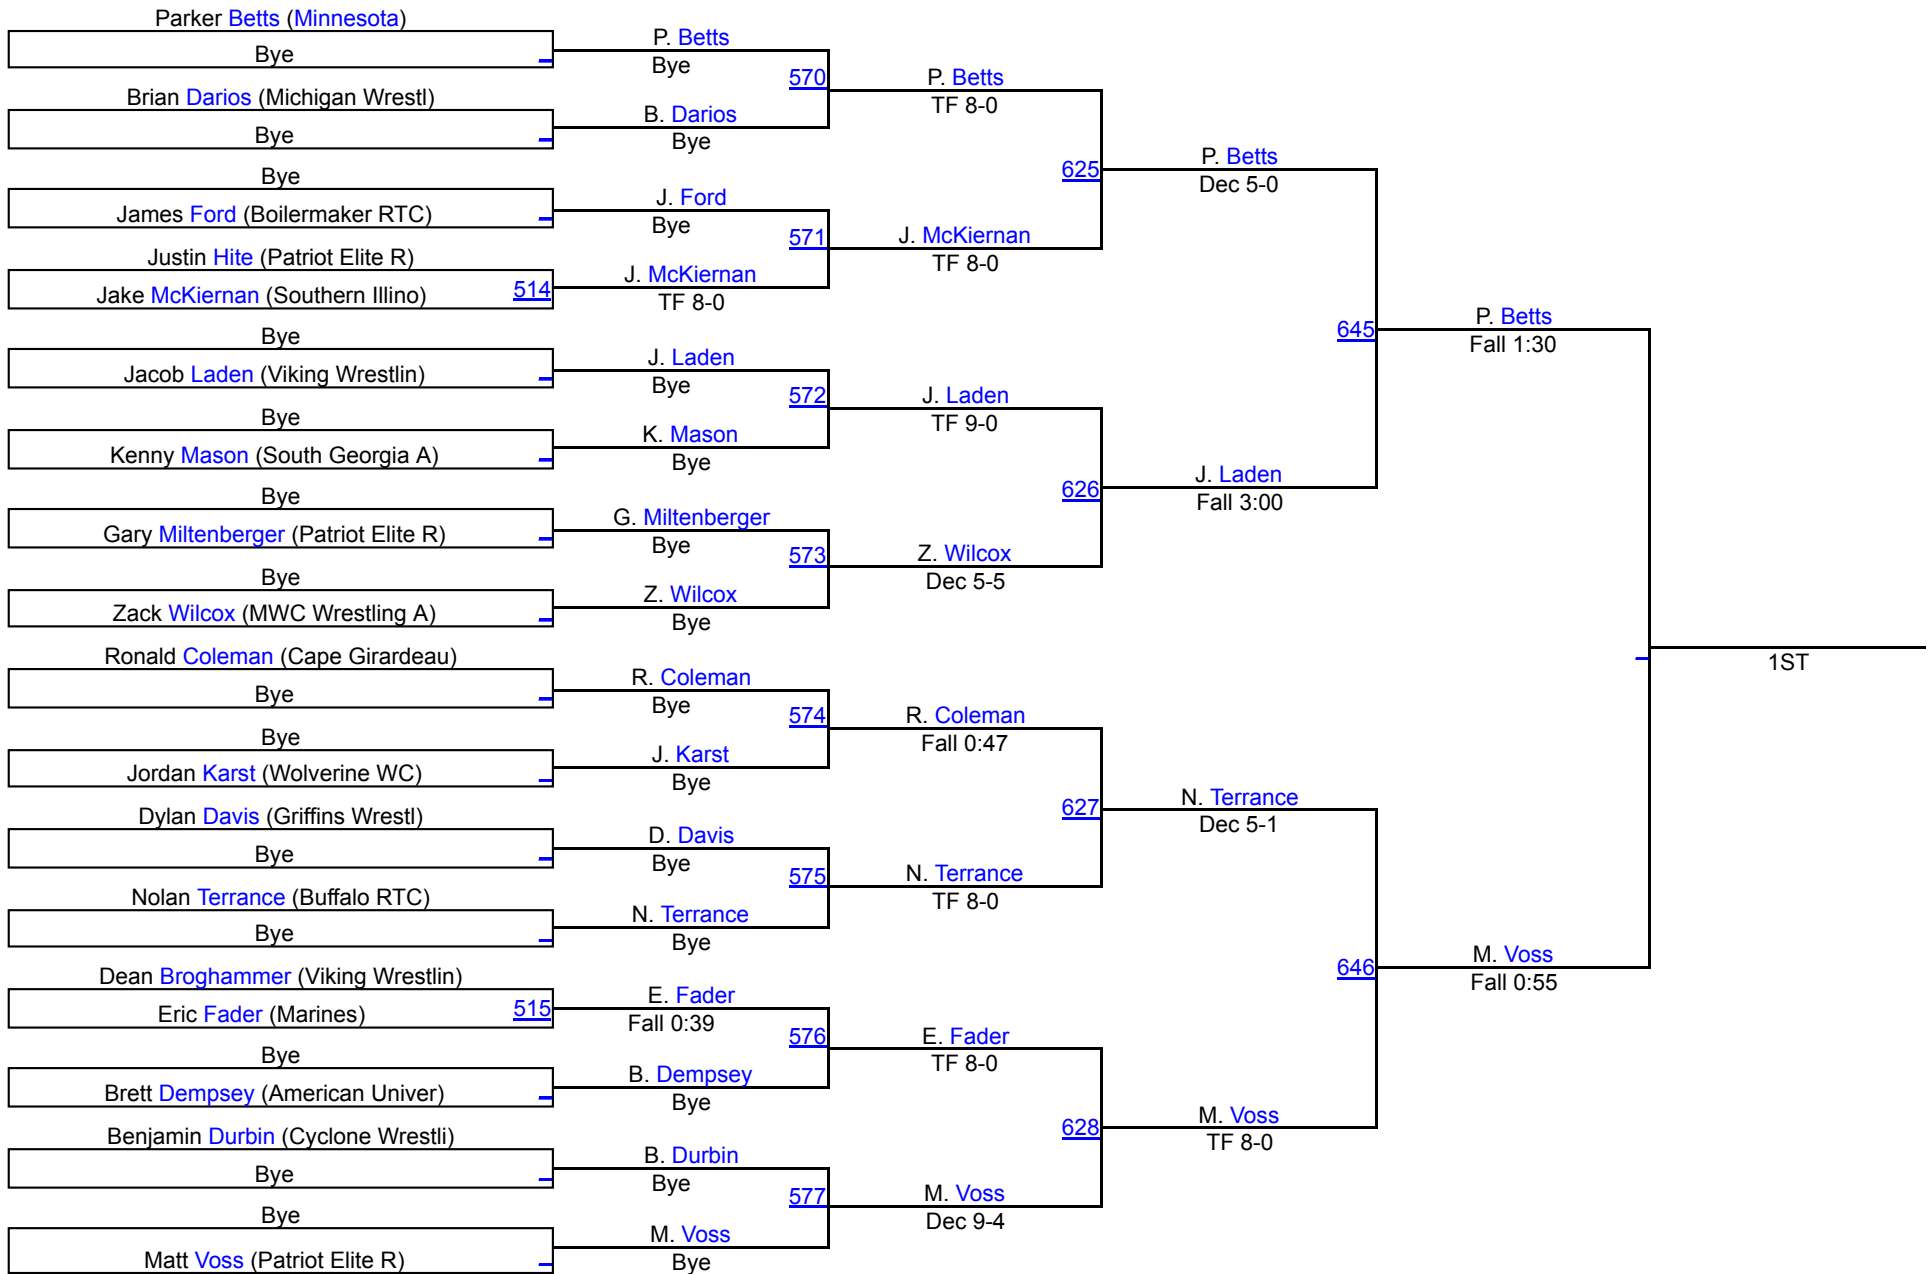 Parker Betts (Minnesota)
Bye
Brian Darios (Michigan Wrestl)
Bye
Bye
James Ford (Boilermaker RTC)
Justin Hite (Patriot Elite R)
Jake McKiernan (Southern Illino) 514
Bye
Jacob Laden (Viking Wrestlin)
Bye
Kenny Mason (South Georgia A)
Bye
Gary Miltenberger (Patriot Elite R)
Bye
Zack Wilcox (MWC Wrestling A)
Ronald Coleman (Cape Girardeau)
Bye
Bye
Jordan Karst (Wolverine WC)
Dylan Davis (Griffins Wrestl)
Bye
Nolan Terrance (Buffalo RTC)
Bye
Dean Broghammer (Viking Wrestlin)
Eric Fader (Marines) 515
Bye
Brett Dempsey (American Univer)
Benjamin Durbin (Cyclone Wrestli)
Bye
Bye
Matt Voss (Patriot Elite R)
P. Betts
Bye
570
B. Darios
Bye
J. Ford
Bye
571
J. McKiernan
TF 8-0
J. Laden
Bye
572
K. Mason
Bye
G. Miltenberger
Bye
573
Z. Wilcox
Bye
R. Coleman
Bye
574
J. Karst
Bye
D. Davis
Bye
575
N. Terrance
Bye
E. Fader
Fall 0:39
576
B. Dempsey
Bye
B. Durbin
Bye
577
M. Voss
Bye
P. Betts
TF 8-0
625
J. McKiernan
TF 8-0
J. Laden
TF 9-0
626
Z. Wilcox
Dec 5-5
R. Coleman
Fall 0:47
627
N. Terrance
TF 8-0
E. Fader
TF 8-0
628
M. Voss
Dec 9-4
P. Betts
Dec 5-0
645
J. Laden
Fall 3:00
N. Terrance
Dec 5-1
646
M. Voss
TF 8-0
P. Betts
Fall 1:30
M. Voss
Fall 0:55
1ST